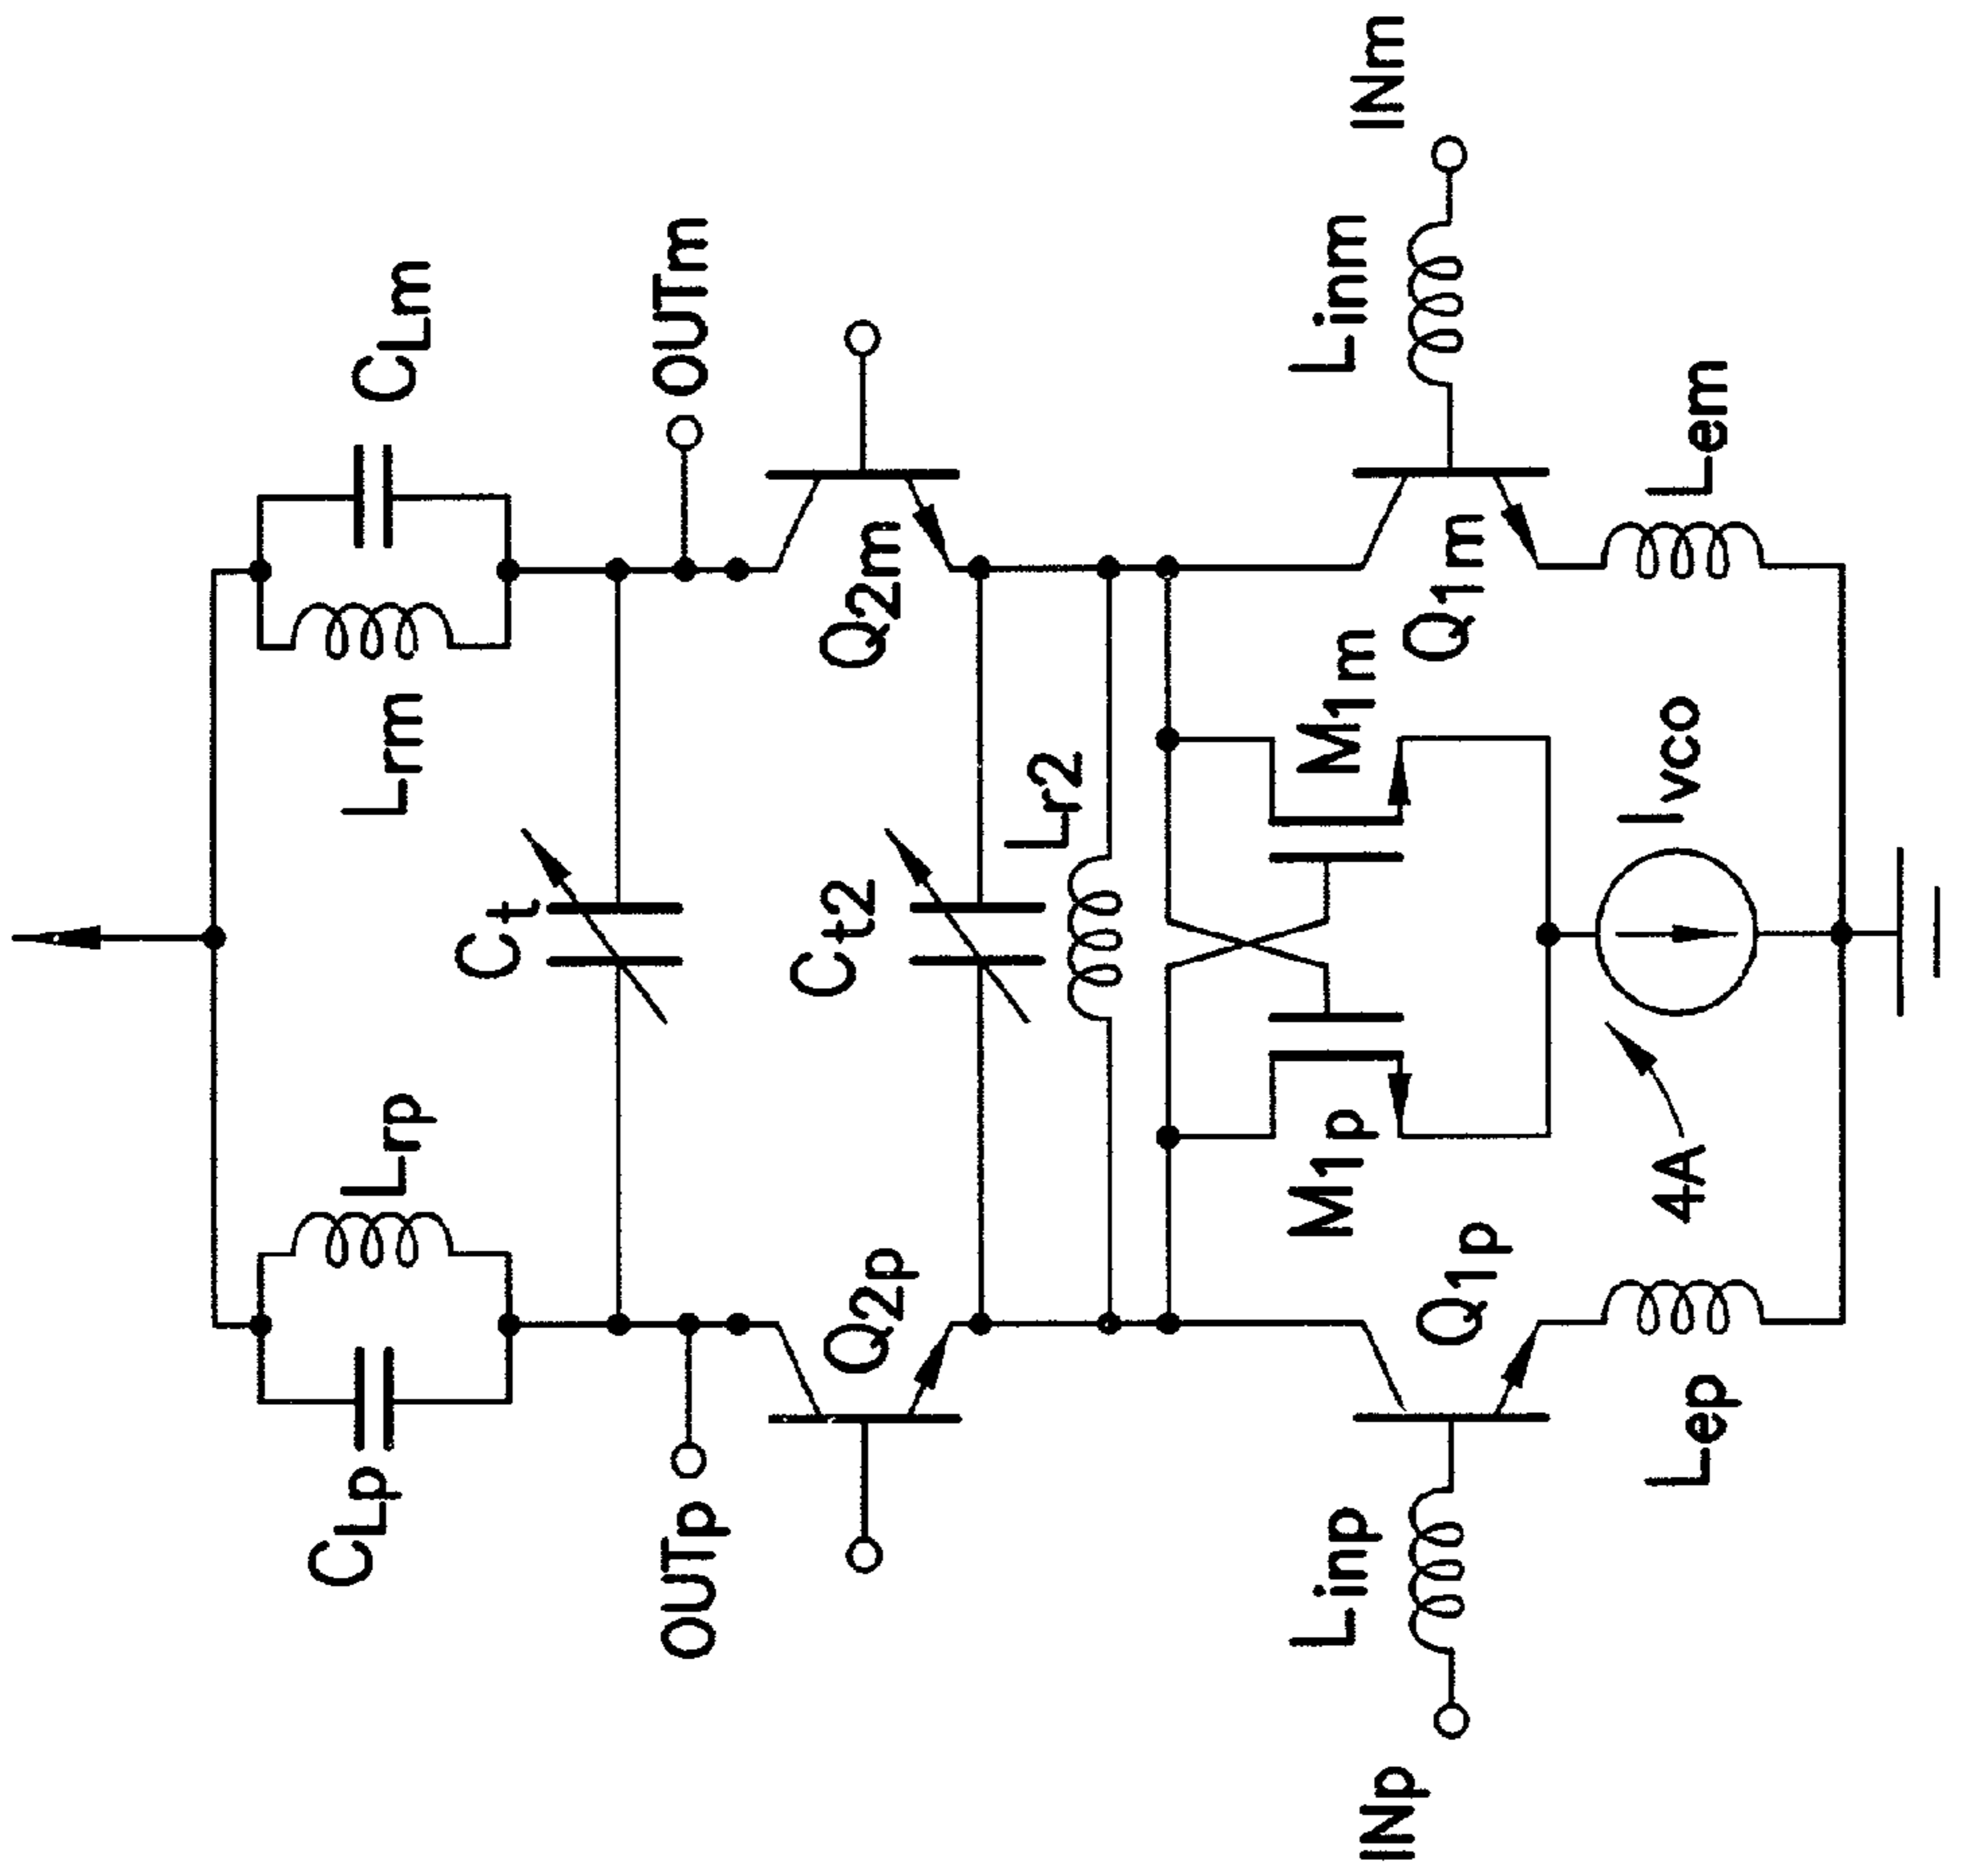 CLp
Lrp
Lrm
CLm
Ct
OUTp
OUTm
Q2p
Ct2
Q2m
Lr2
INp
Linp
M1p
M1m
Linm
INm
Q1p
Q1m
Lep
4A
Ivco
Lem